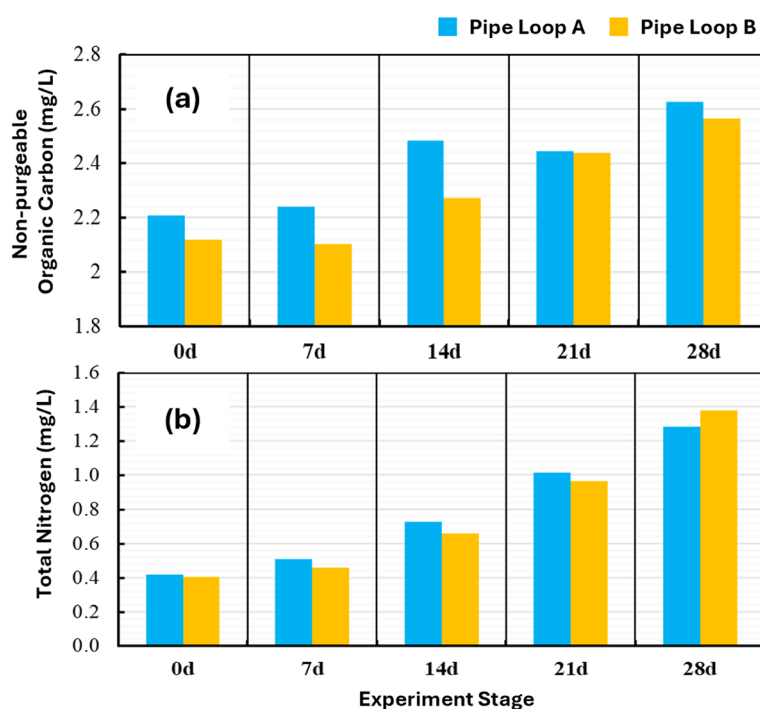 Pipe Loop A Pipe Loop B
Non-purgeable
Organic Carbon (mg/L)
(a)
2.8
2.6
2.4
2.2
2
1.8
0d 7d 14d 21d 28d
Total Nitrogen (mg/L)
(b)
1.6
1.4
1.2
1.0
0.8
0.6
0.4
0.2
0.0
0d 7d 14d 21d 28d
Experiment Stage